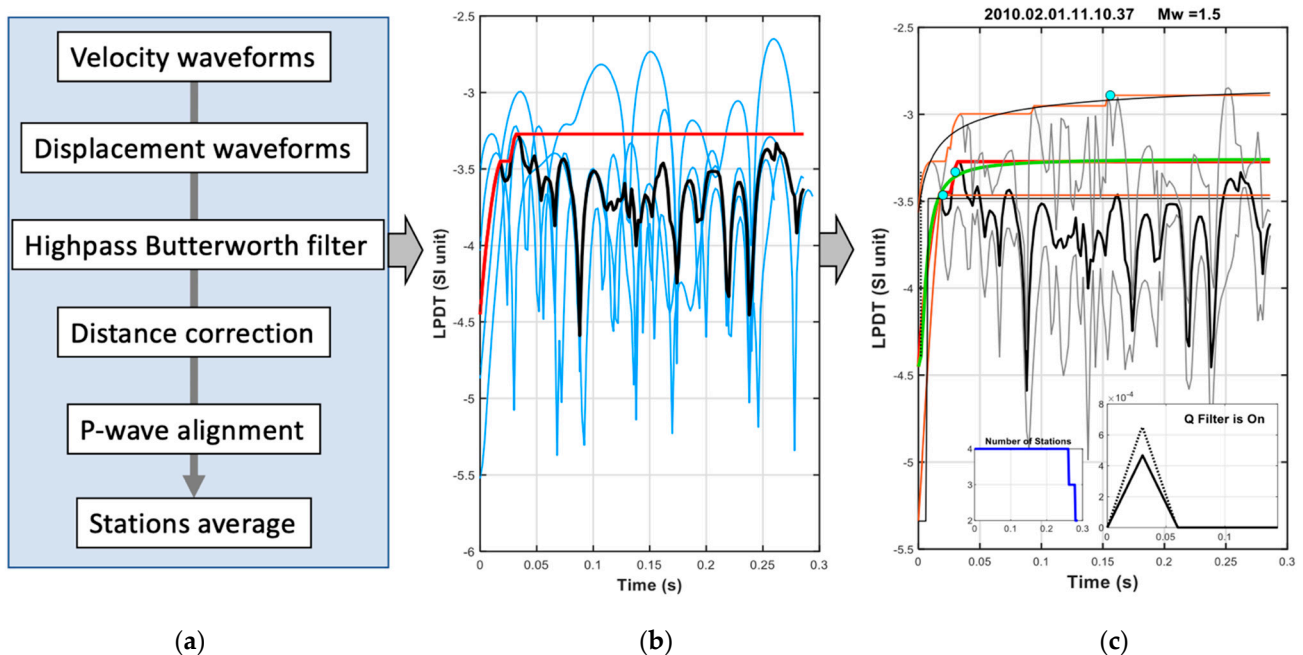 Velocity waveforms
Displacement waveforms
Highpass Butterworth filter
Distance correction
P-wave alignment
Stations average
(a)
-2.5
-3
-3.5
-4
-4.5
-5
-5.5
-6
LPDT (SI unit)
0
0.05
0.1
0.15
0.2
0.25
0.3
Time (s)
(b)
2010.02.01.11.10.37 Mw =1.5
-2.5
-3
-3.5
-4
-4.5
-5
-5.5
LPDT (SI unit)
Number of Stations
4
3
2
0
0.1
0.2
0.3
×10⁻⁴
8
6
4
2
0
Q Filter is On
0
0.1
0
0.05
0.1
0.15
0.2
0.25
0.3
Time (s)
(c)